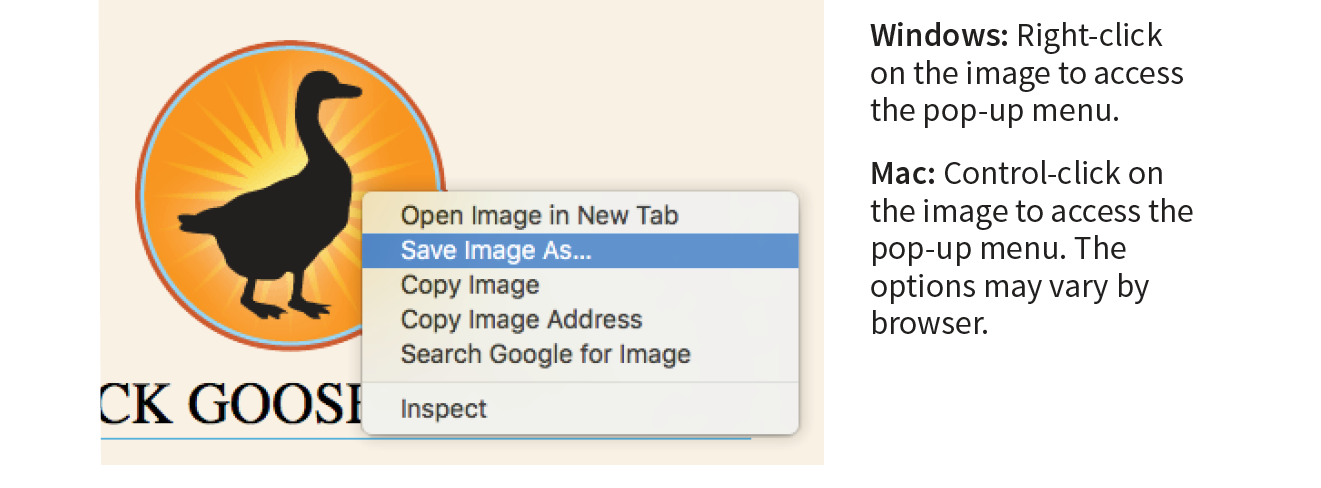 Open Image in New Tab
Save Image As...
Copy Image
Copy Image Address
Search Google for Image
Inspect
CK GOOSE
Windows: Right-click
on the image to access
the pop-up menu.
Mac: Control-click on
the image to access the
pop-up menu. The
options may vary by
browser.